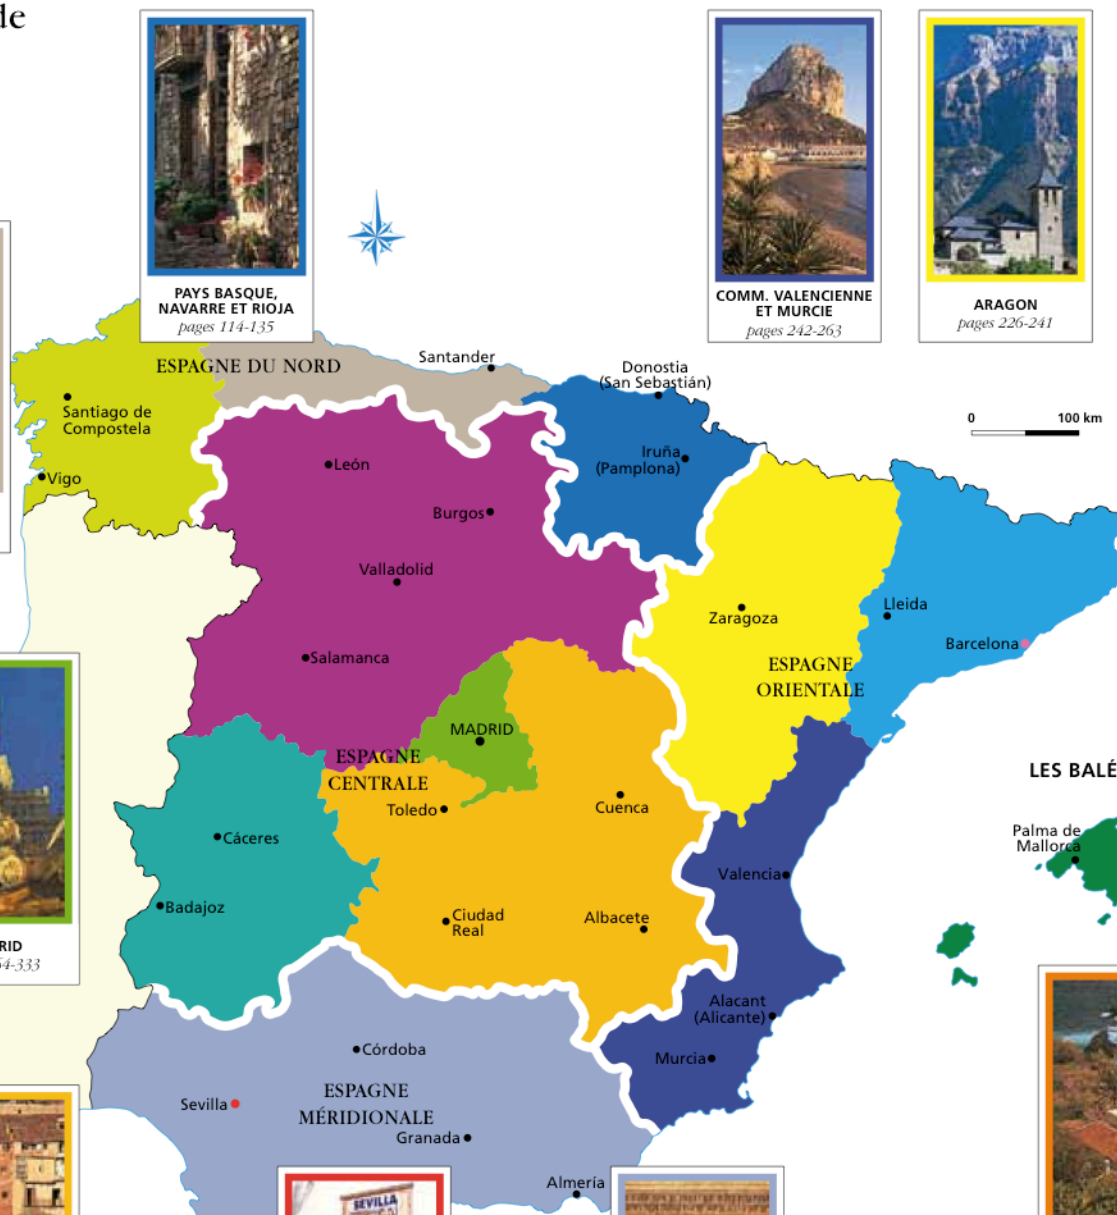 de
PAYS BASQUE,
NAVARRE ET RIOJA
pages 114-135
COMM. VALENCIENNE
ET MURCIE
pages 242-263
ARAGON
pages 226-241
0 100 km
ESPAGNE DU NORD
Santander
Donostia
(San Sebastián)
Santiago de
Compostela
Vigo
León
Iruña
(Pamplona)
Burgos
Valladolid
Zaragoza
Lleida
Barcelona
Salamanca
ESPAGNE
ORIENTALE
MADRID
ESPAGNE
CENTRALE
Toledo
Cuenca
LES BALÉ
Palma de
Mallorca
Cáceres
Valencia
Badajoz
Ciudad
Real
Albacete
RID
64-333
Alacant
(Alicante)
Murcia
Córdoba
ESPAGNE
MÉRIDIONALE
Sevilla
Granada
Almería
SEVILLA